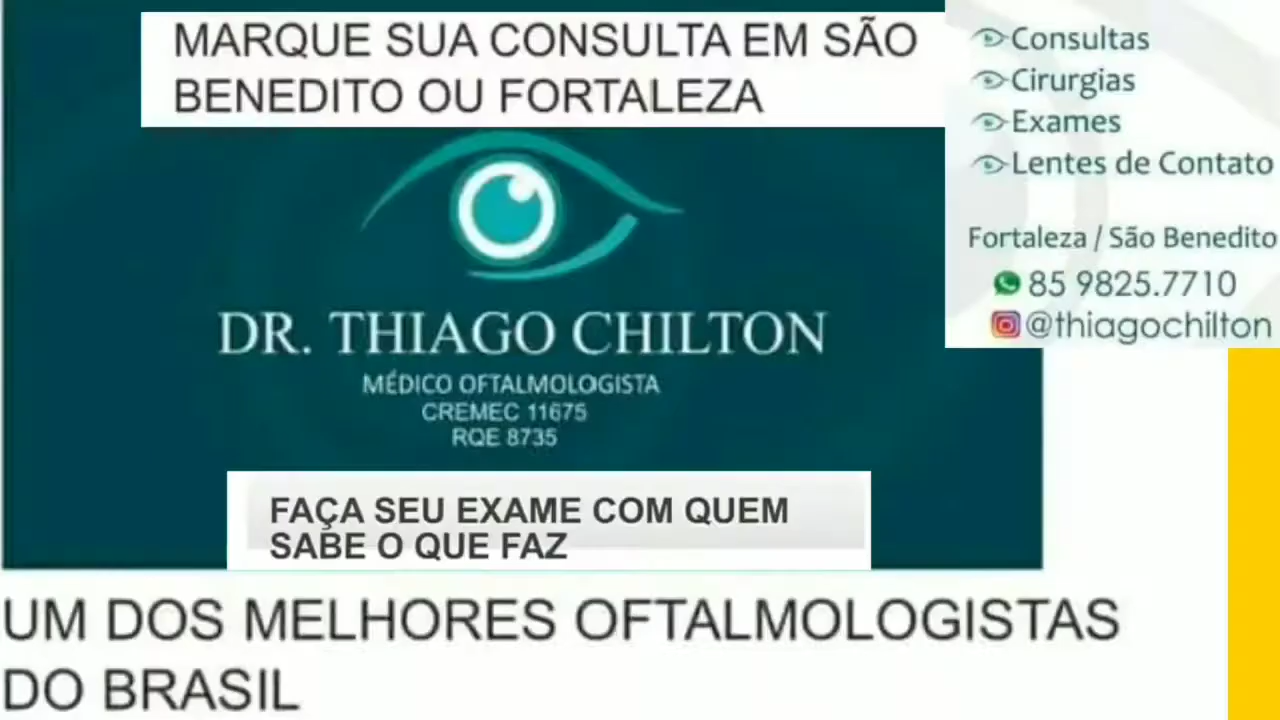 MARQUE SUA CONSULTA EM SÃO
BENEDITO OU FORTALEZA
DR. THIAGO CHILTON
MÉDICO OFTALMOLOGISTA
CREMEC 11675
RQE 8735
FAÇA SEU EXAME COM QUEM
SABE O QUE FAZ
Consultas
Cirurgias
Exames
Lentes de Contato
Fortaleza / São Benedito
85 9825.7710
@thiagochilton
UM DOS MELHORES OFTALMOLOGISTAS
DO BRASIL